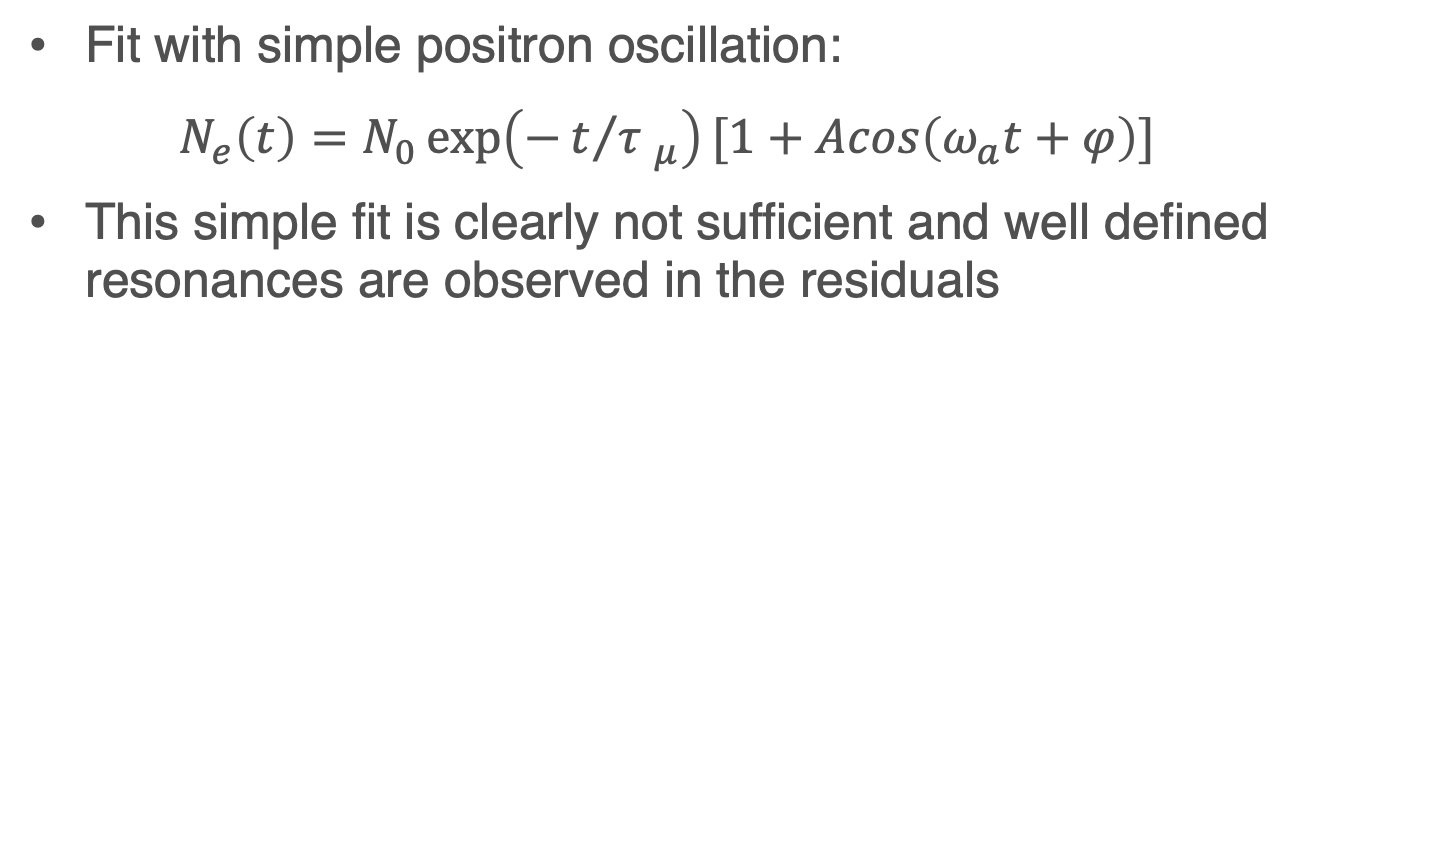 • Fit with simple positron oscillation:
N_e(t) = N_0 exp(− t/τ_μ) [1 + Acos(ω_a t + φ)]
• This simple fit is clearly not sufficient and well defined
resonances are observed in the residuals